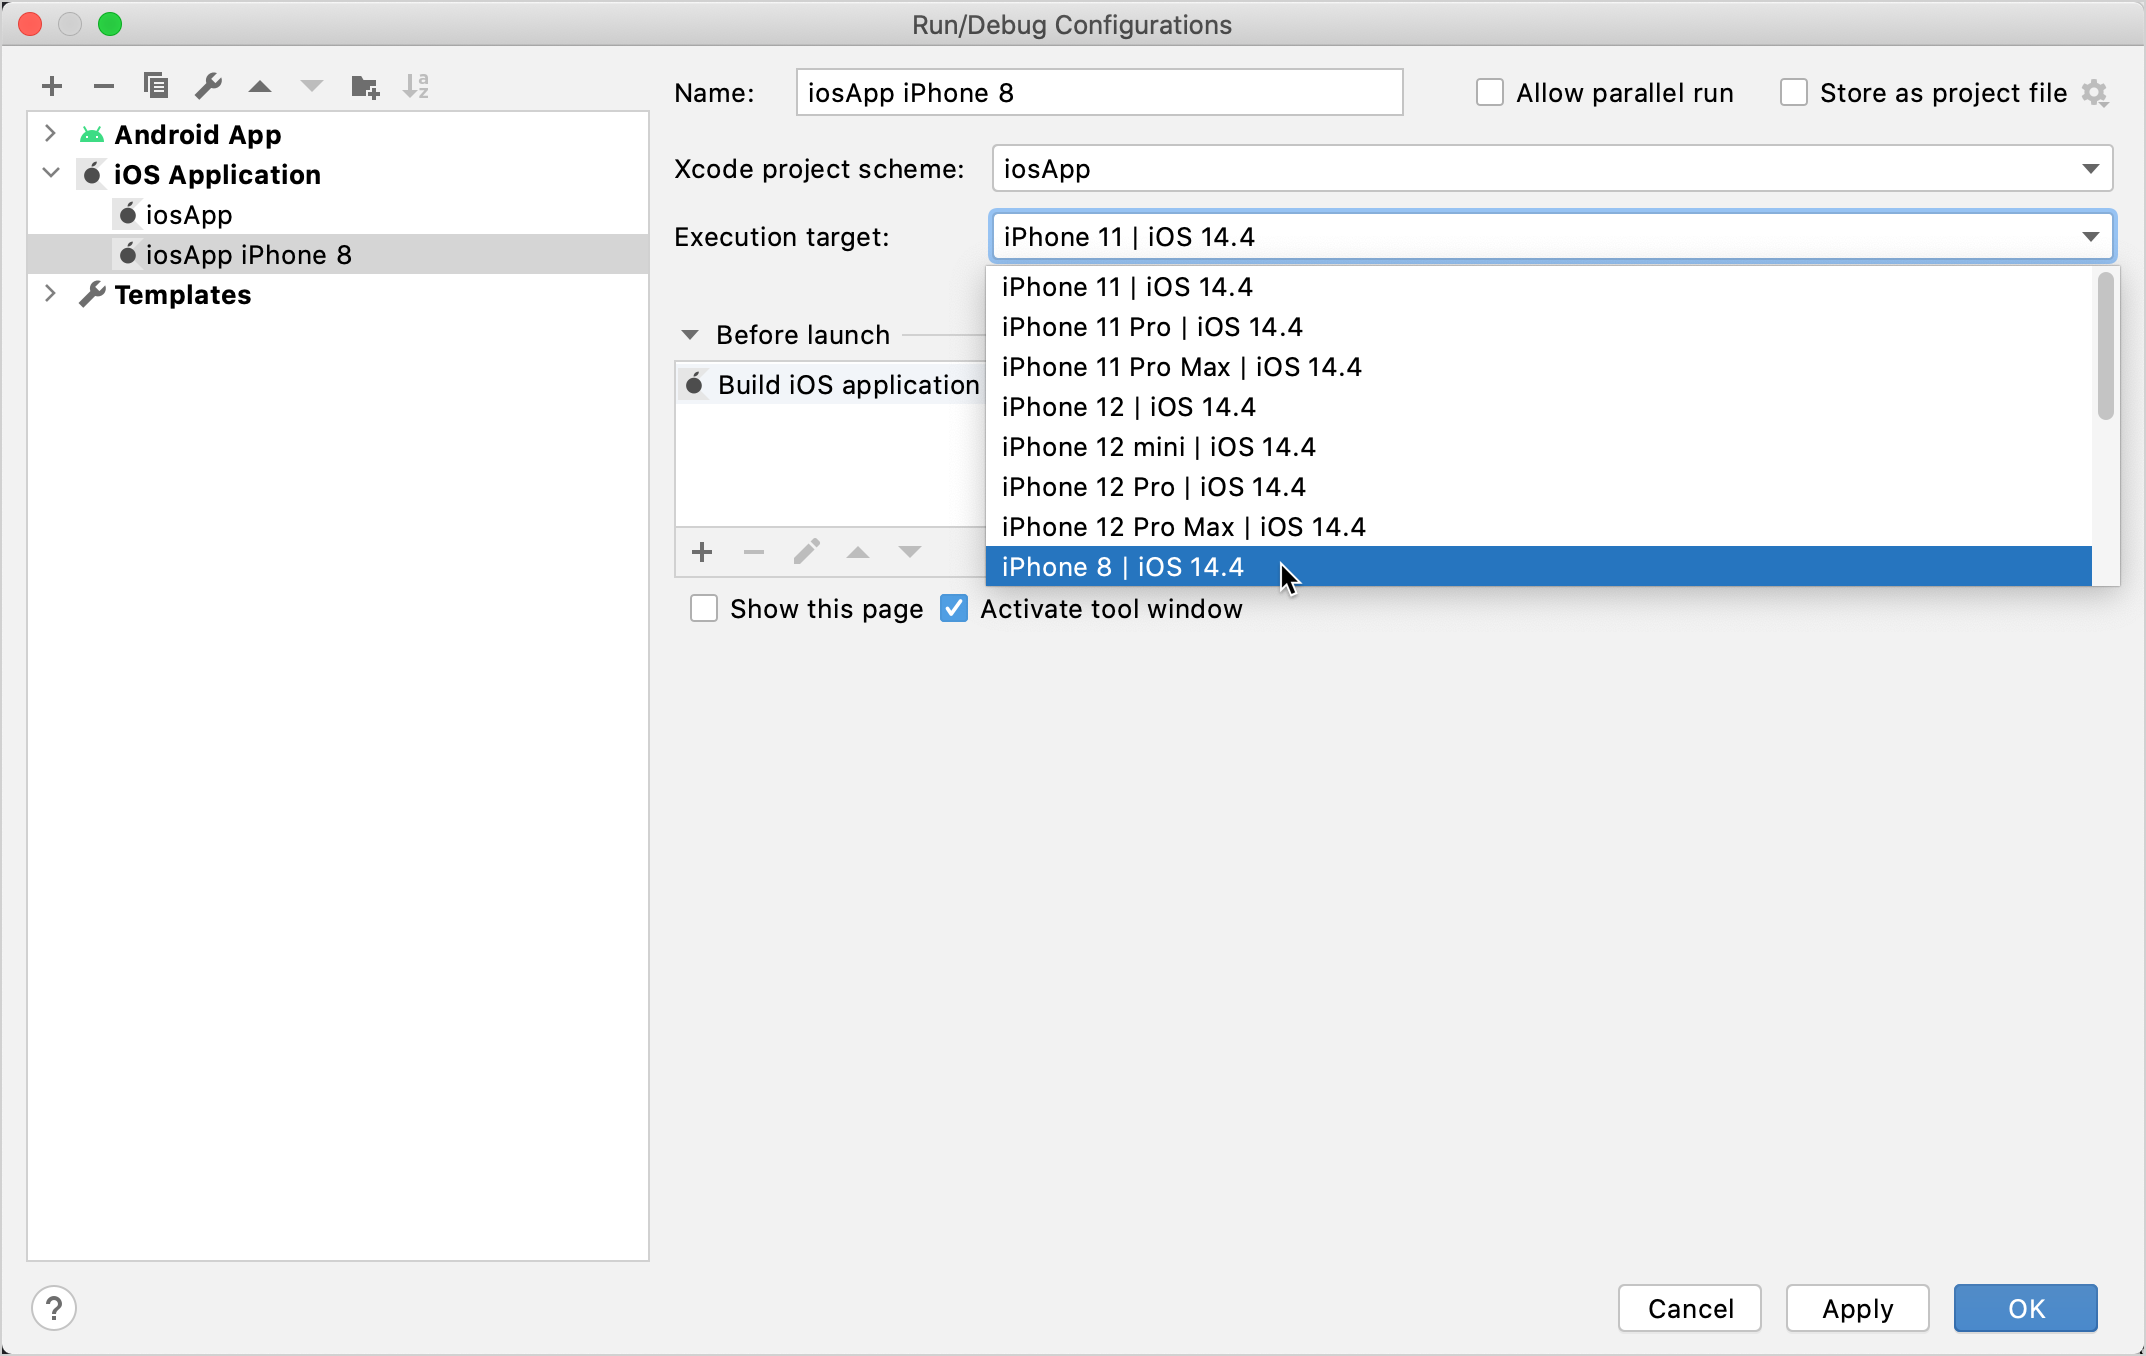 Run/Debug Configurations
Android App
iOS Application
iosApp
iosApp iPhone 8
Templates
Name: iosApp iPhone 8 Allow parallel run Store as project file
Xcode project scheme: iosApp
Execution target: iPhone 11 | iOS 14.4
iPhone 11 | iOS 14.4
iPhone 11 Pro | iOS 14.4
iPhone 11 Pro Max | iOS 14.4
iPhone 12 | iOS 14.4
iPhone 12 mini | iOS 14.4
iPhone 12 Pro | iOS 14.4
iPhone 12 Pro Max | iOS 14.4
iPhone 8 | iOS 14.4
Before launch
Build iOS application
Show this page Activate tool window
? Cancel Apply OK